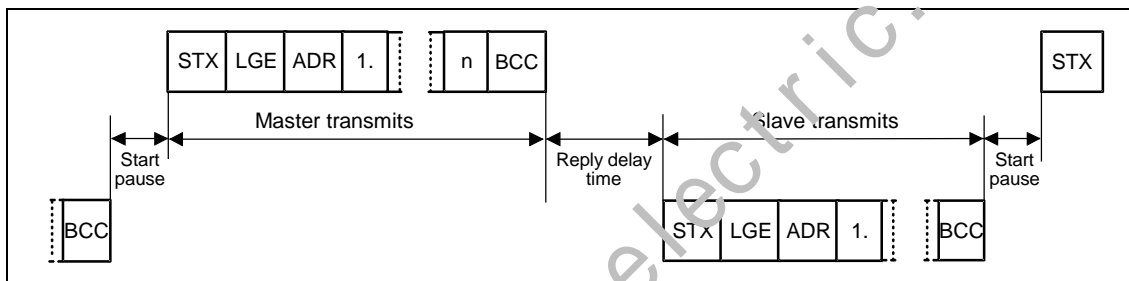 STX LGE ADR 1. n BCC STX
Master transmits Slave transmits
Start
pause
Reply delay
time
Start
pause
BCC STX LGE ADR 1. BCC
electric.